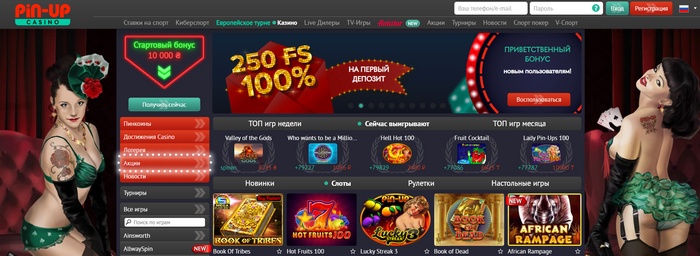 PiN-UP
CASINO
Ваш телефон/e-mail
Пароль
?
Вход
Регистрация
Ставки на спорт Киберспорт Европейское турне Казино Live Дилеры TV-Игры NEW Акции Турниры Новости Спорт покер V-Спорт
Стартовый бонус
10 000 ₴
Получить сейчас
250 FS
100%
НА ПЕРВЫЙ
ДЕПОЗИТ
ПРИВЕТСТВЕННЫЙ
БОНУС
НОВЫМ ПОЛЬЗОВАТЕЛЯМ!
Воспользоваться
Пинкоины
Достижения Casino
Лотерея
Акции
Новости
Турниры
Все игры
Поиск по играм
Ainsworth
AllwaySpin NEW
ТОП игр недели Сейчас выигрывают ТОП игр месяца
Valley of the Gods Who wants to be a Millio... Hell Hot 100 Fruit Cocktail Lady Pin-Ups 100
Новинки Слоты Рулетки Настольные игры
BOOK OF TRIBES
HOT FRUITS 100
PiN-UP
LUCKY
BOOK OF
DEAD
NEW
AFRICAN
RAMPAGE
Book Of Tribes Hot Fruits 100 Lucky Streak 3 Book of Dead African Rampage